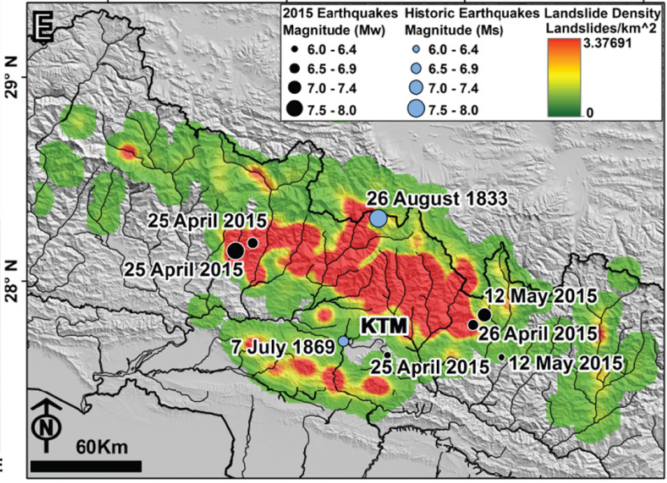 E
2015 Earthquakes
Magnitude (Mw)
6.0 - 6.4
6.5 - 6.9
7.0 - 7.4
7.5 - 8.0
Historic Earthquakes
Magnitude (Ms)
6.0 - 6.4
6.5 - 6.9
7.0 - 7.4
7.5 - 8.0
Landslide Density
Landslides/km^2
3.37691
0
29° N
28° N
26 August 1833
25 April 2015
25 April 2015
12 May 2015
KTM
26 April 2015
7 July 1869
25 April 2015
12 May 2015
N
60Km